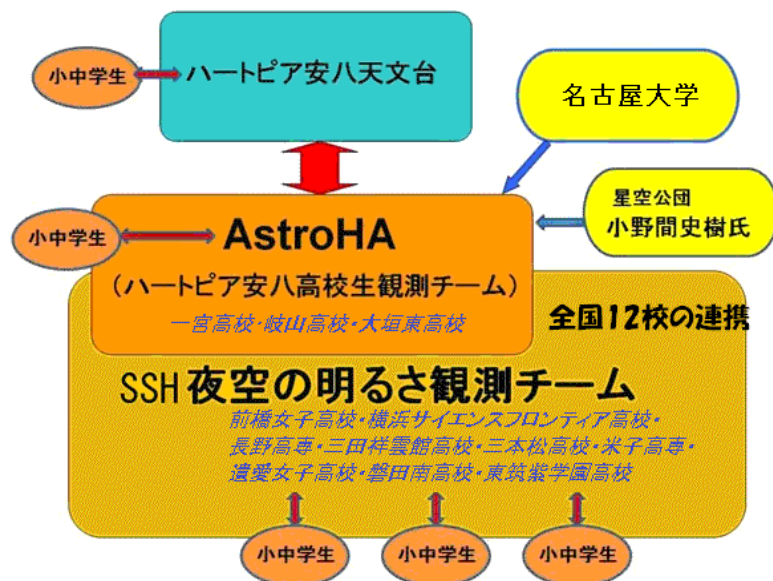 小中学生
ハートピア安八天文台
名古屋大学
星空公団
小野間史樹氏
小中学生
AstroHA
(ハートピア安八高校生観測チーム)
一宮高校・岐山高校・大垣東高校
全国12校の連携
SSH 夜空の明るさ観測チーム
前橋女子高校・横浜サイエンスフロンティア高校・
長野高専・三田祥雲館高校・三本松高校・米子高専・
遺愛女子高校・磐田南高校・東筑紫学園高校
小中学生
小中学生
小中学生